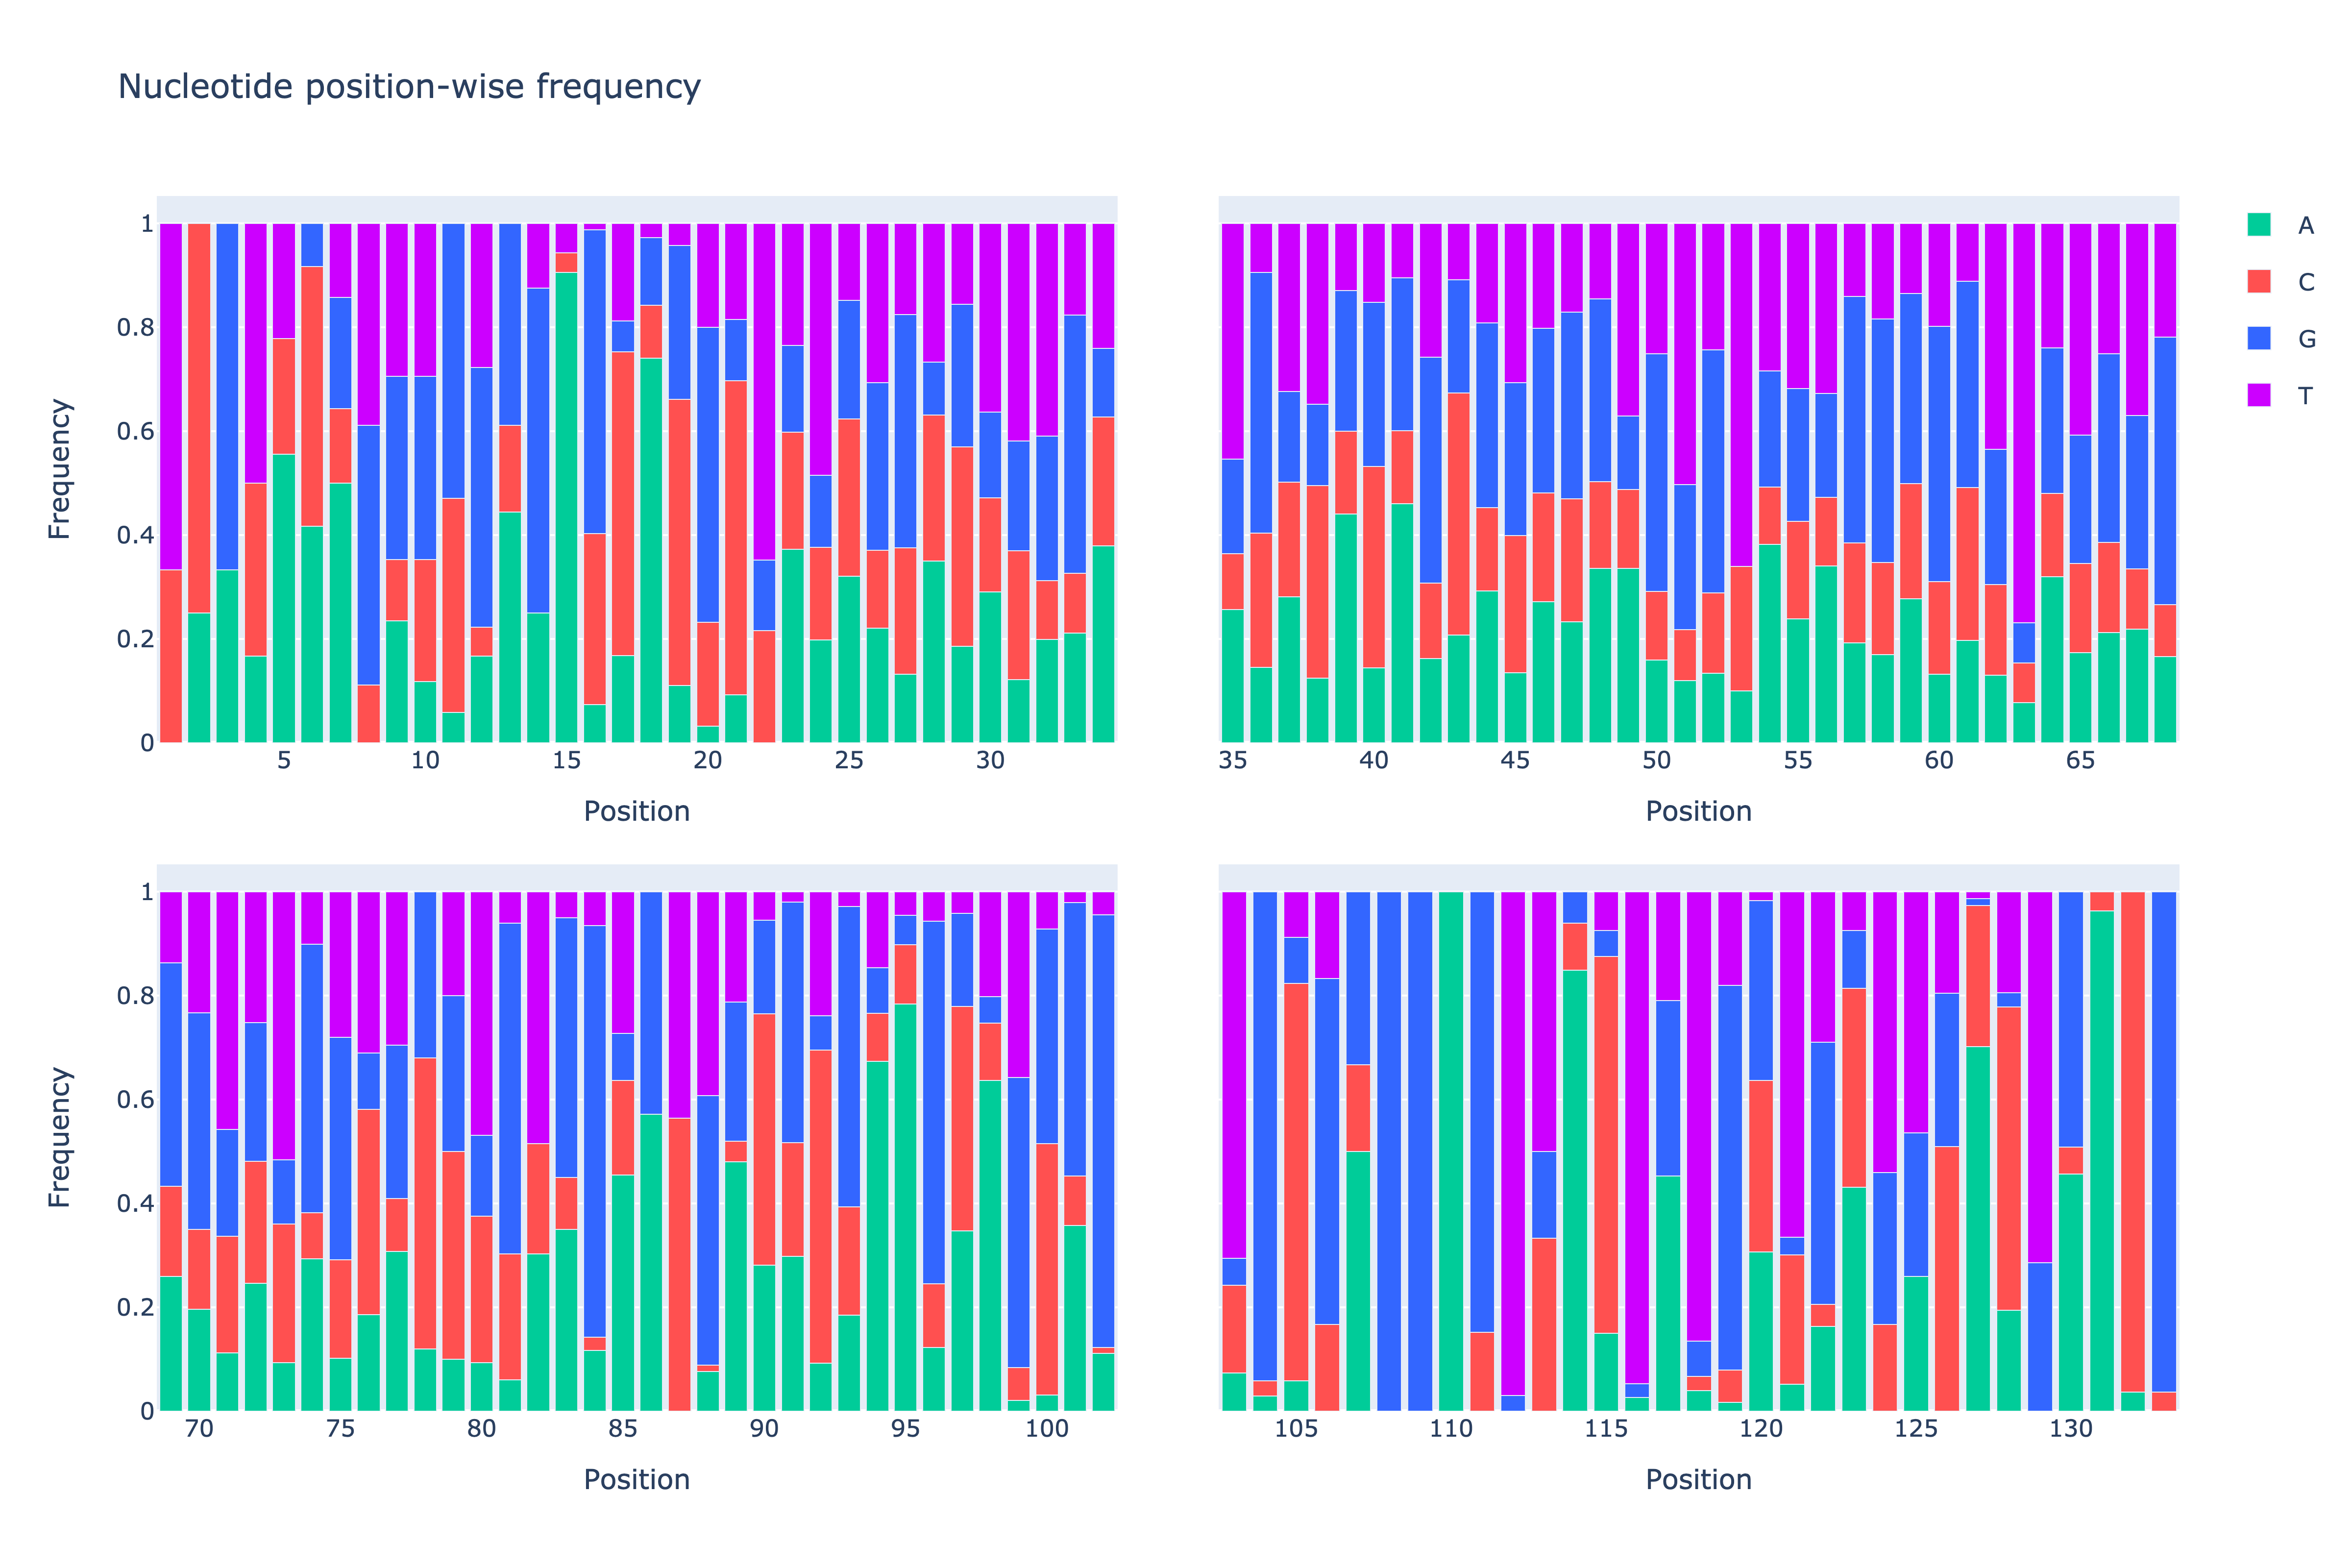 Nucleotide position-wise frequency
1
0.8
0.6
0.4
0.2
0
Frequency
5 10 15 20 25 30
Position
35 40 45 50 55 60 65
Position
A
C
G
T
1
0.8
0.6
0.4
0.2
0
Frequency
70 75 80 85 90 95 100
Position
105 110 115 120 125 130
Position